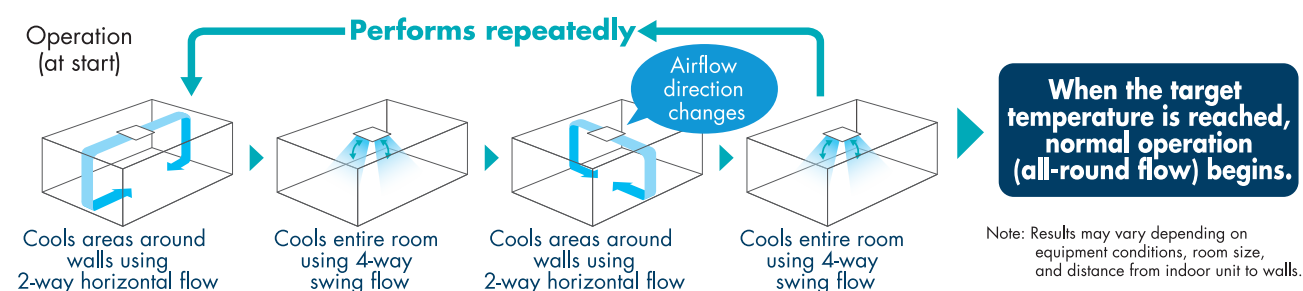 Operation
(at start)
Performs repeatedly
Airflow
direction
changes
Cools areas around
walls using
2-way horizontal flow
Cools entire room
using 4-way
swing flow
Cools areas around
walls using
2-way horizontal flow
Cools entire room
using 4-way
swing flow
When the target
temperature is reached,
normal operation
(all-round flow) begins.
Note: Results may vary depending on
equipment conditions, room size,
and distance from indoor unit to walls.